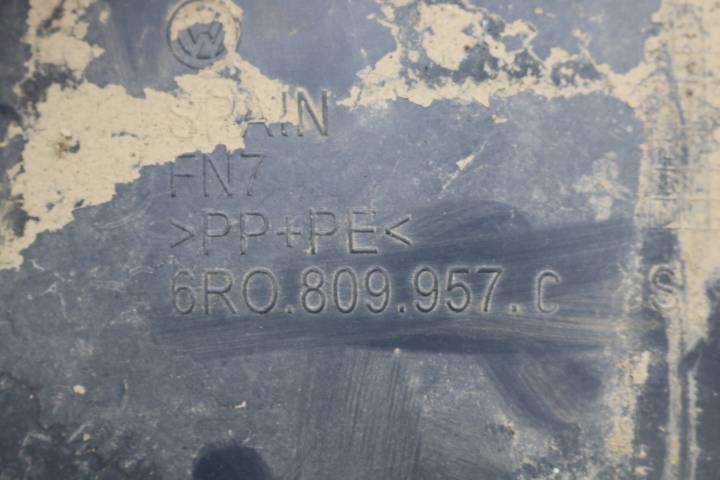 SPAIN
FN7
>PP+PE<
6R0.809.957.C S